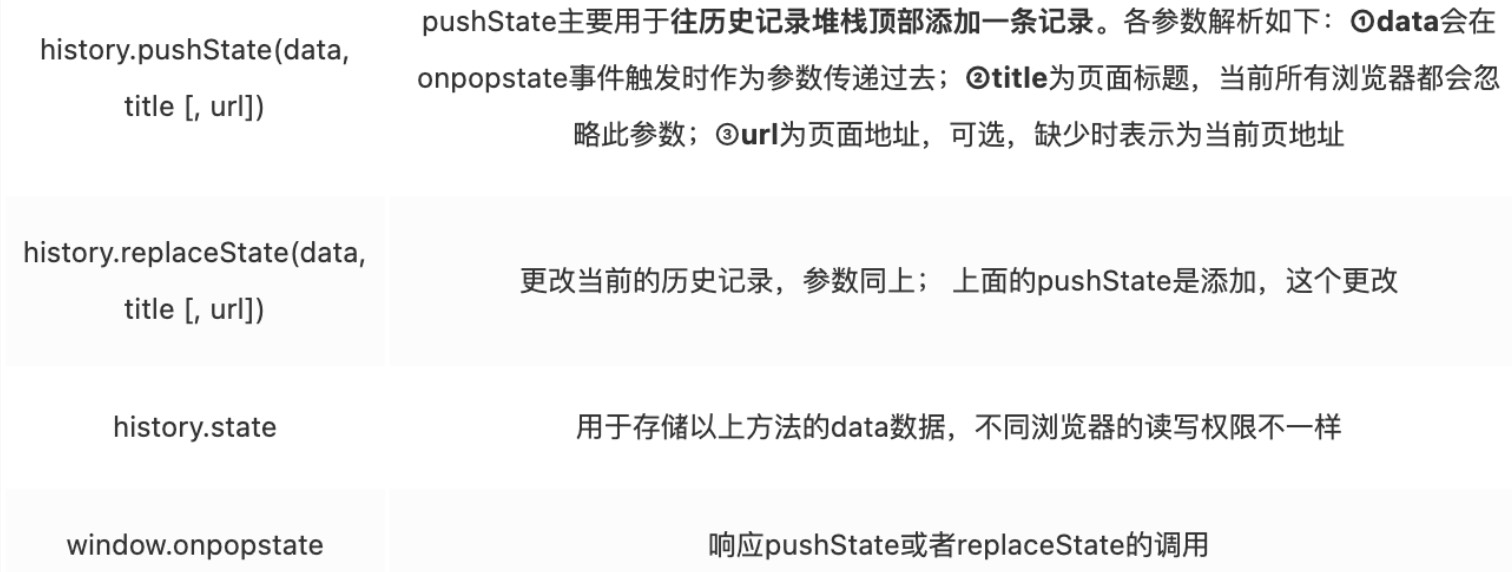 history.pushState(data,
title [, url])
pushState主要用于往历史记录堆栈顶部添加一条记录。各参数解析如下：①data会在
onpopstate事件触发时作为参数传递过去；②title为页面标题，当前所有浏览器都会忽
略此参数；③url为页面地址，可选，缺少时表示为当前页地址
history.replaceState(data,
title [, url])
更改当前的历史记录，参数同上； 上面的pushState是添加，这个更改
history.state
用于存储以上方法的data数据，不同浏览器的读写权限不一样
window.onpopstate
响应pushState或者replaceState的调用